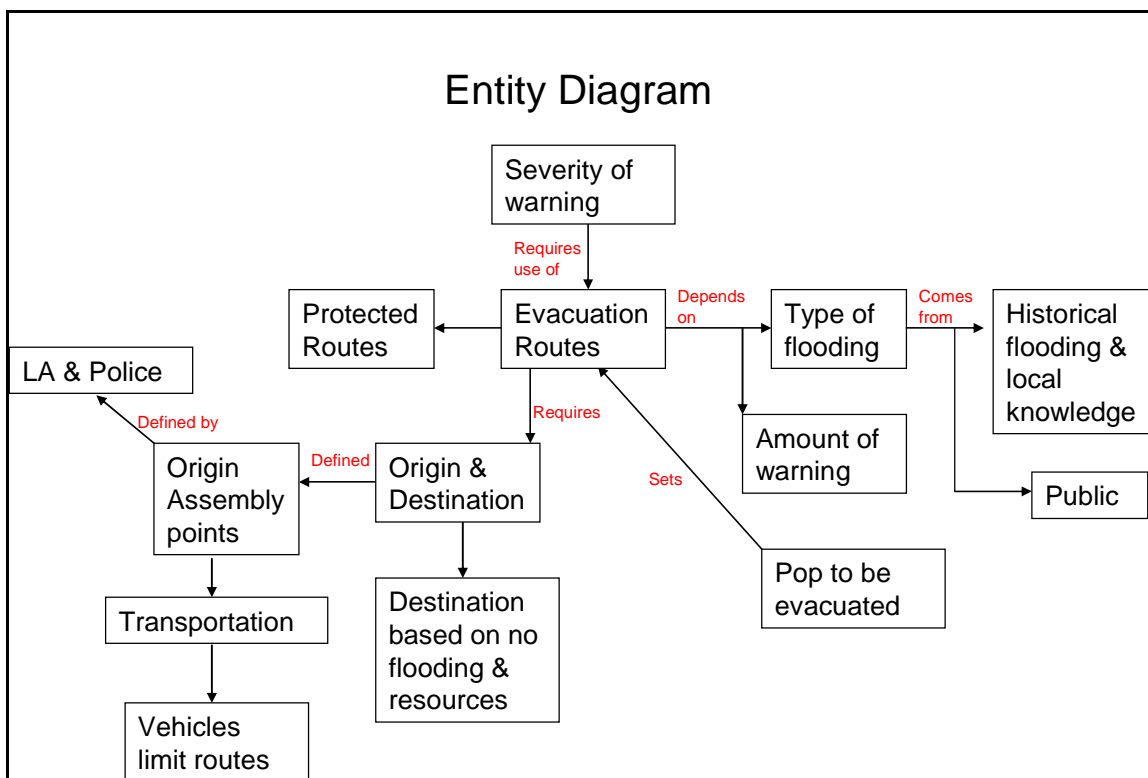 Entity Diagram
Severity of
warning
Requires
use of
Protected
Routes
Evacuation
Routes
Depends
on
Type of
flooding
Comes
from
Historical
flooding &
local
knowledge
LA & Police
Defined by
Requires
Origin
Assembly
points
Defined
Origin &
Destination
Sets
Amount of
warning
Public
Pop to be
evacuated
Transportation
Destination
based on no
flooding &
resources
Vehicles
limit routes